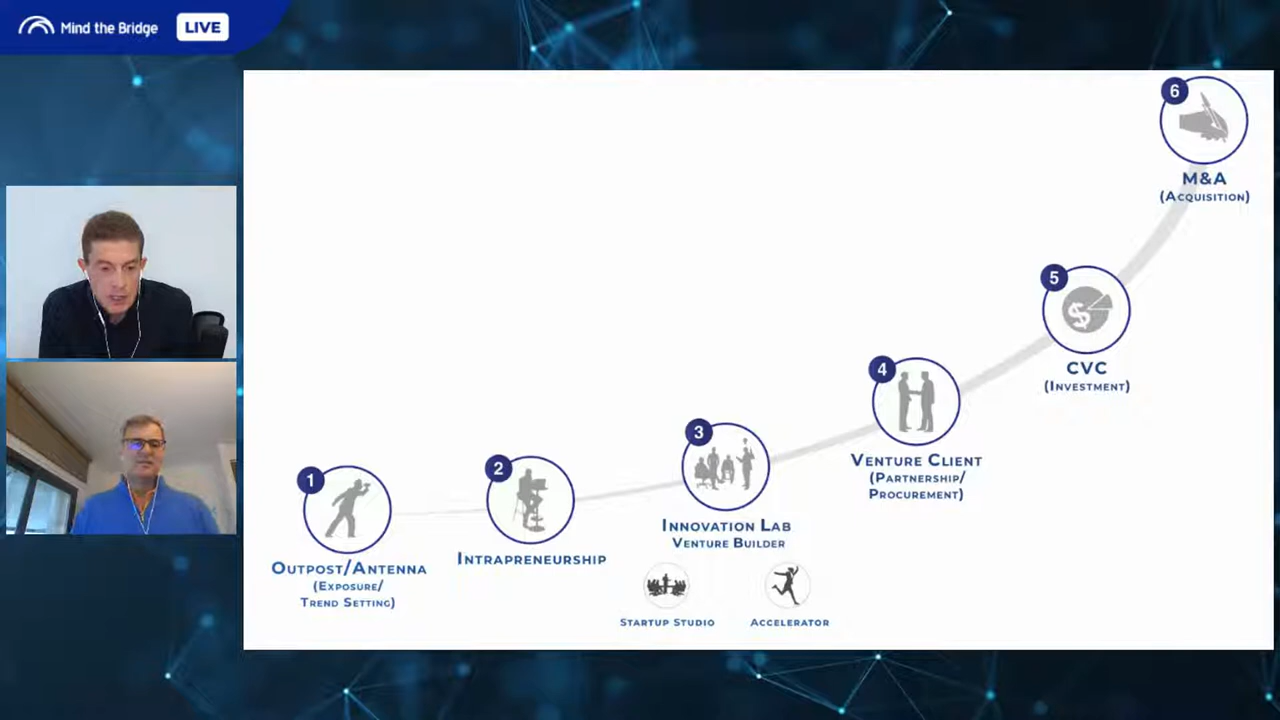 Mind the Bridge
LIVE
1
OUTPOST/ANTENNA
(EXPOSURE/
TREND SETTING)
2
INTRAPRENEURSHIP
3
INNOVATION LAB
VENTURE BUILDER
STARTUP STUDIO
ACCELERATOR
4
VENTURE CLIENT
(PARTNERSHIP/
PROCUREMENT)
5
$
CVC
(INVESTMENT)
6
M&A
(ACQUISITION)